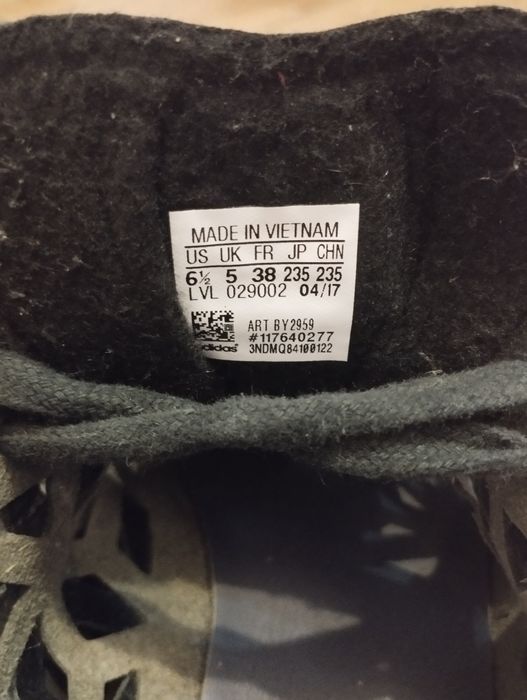 MADE IN VIETNAM
US UK FR JP CHN
6½ 5 38 235 235
LVL 029002 04/17
ART BY2959
#117640277
adidas® 3NDMQ84100122